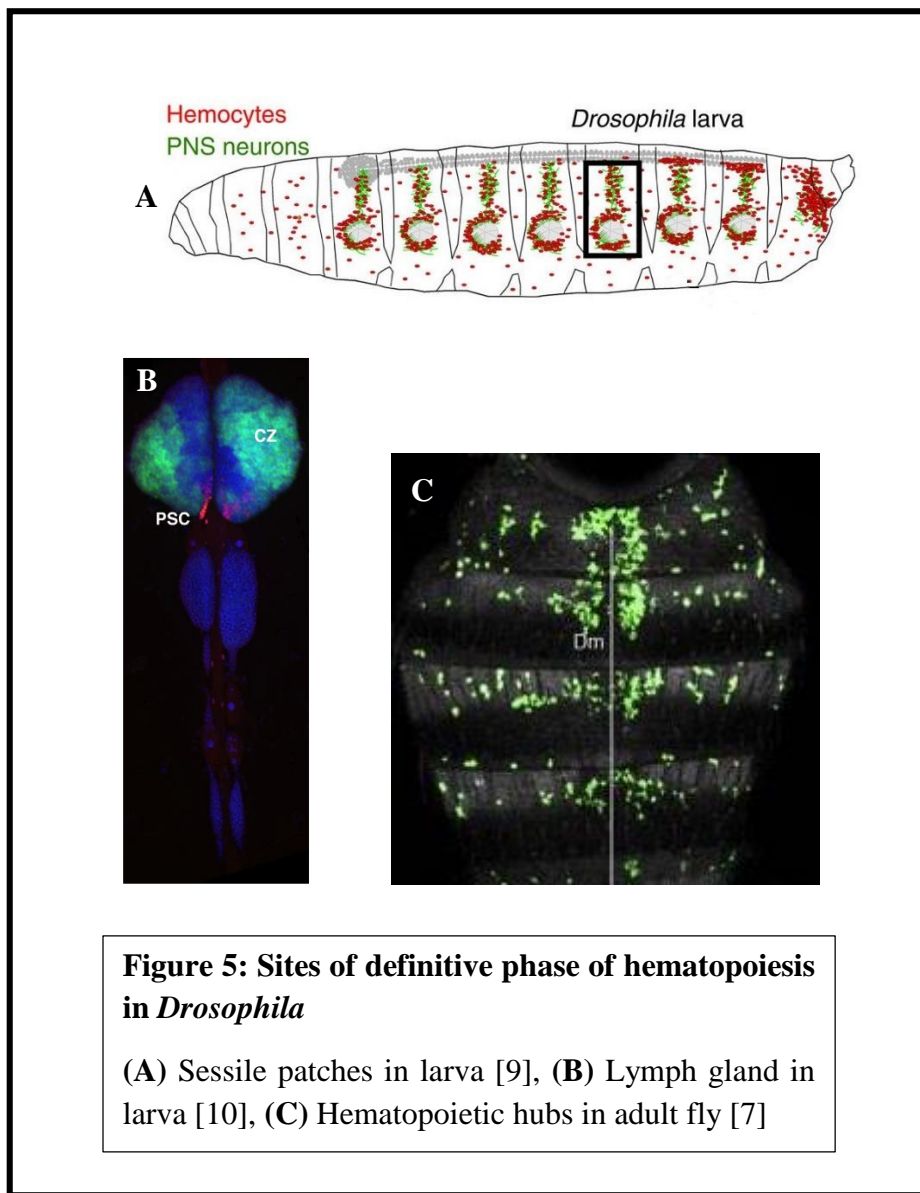 Hemocytes
PNS neurons
Drosophila larva
A
B
CZ
PSC
C
Dm
Figure 5: Sites of definitive phase of hematopoiesis
in Drosophila
(A) Sessile patches in larva [9], (B) Lymph gland in
larva [10], (C) Hematopoietic hubs in adult fly [7]